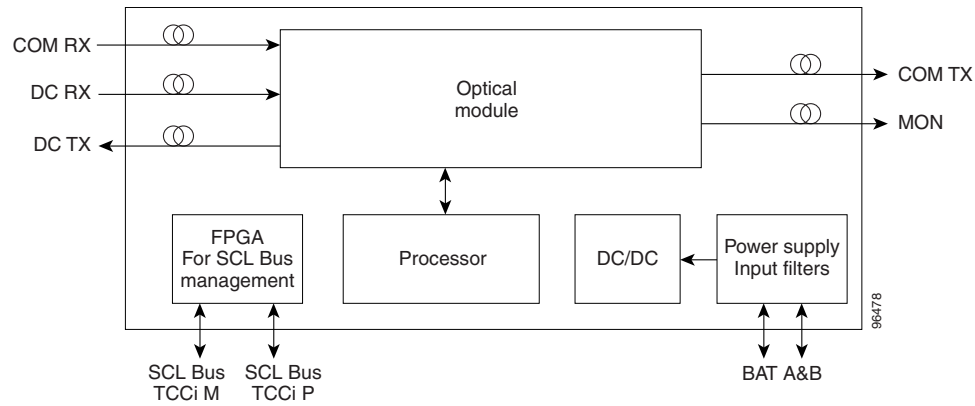 COM RX
DC RX
DC TX
Optical
module
COM TX
MON
FPGA
For SCL Bus
management
Processor
DC/DC
Power supply
Input filters
96478
SCL Bus
TCCi M
SCL Bus
TCCi P
BAT A&B